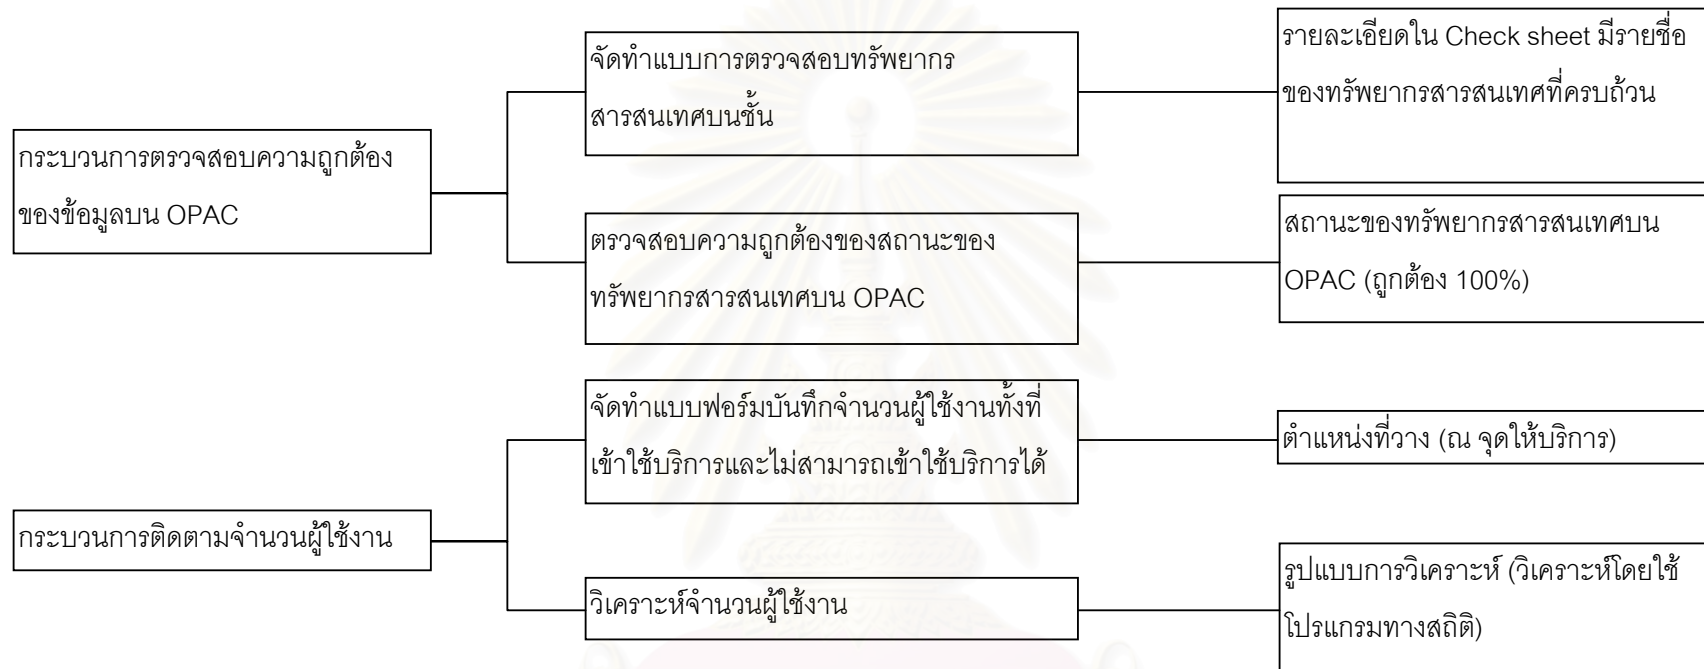 กระบวนการตรวจสอบความถูกต้อง
ของข้อมูลบน OPAC
จัดทำแบบการตรวจสอบทรัพยากร
สารสนเทศบนชั้น
รายละเอียดใน Check sheet มีรายชื่อ
ของทรัพยากรสารสนเทศที่ครบถ้วน
ตรวจสอบความถูกต้องของสถานะของ
ทรัพยากรสารสนเทศบน OPAC
สถานะของทรัพยากรสารสนเทศบน
OPAC (ถูกต้อง 100%)
กระบวนการติดตามจำนวนผู้ใช้งาน
จัดทำแบบฟอร์มบันทึกจำนวนผู้ใช้งานทั้งที่
เข้าใช้บริการและไม่สามารถเข้าใช้บริการได้
ตำแหน่งที่วาง (ณ จุดให้บริการ)
วิเคราะห์จำนวนผู้ใช้งาน
รูปแบบการวิเคราะห์ (วิเคราะห์โดยใช้
โปรแกรมทางสถิติ)